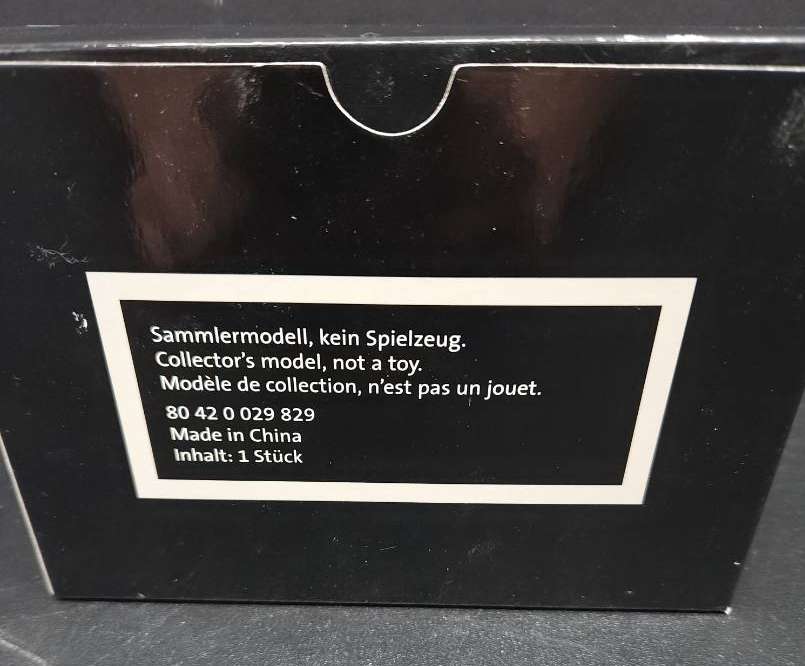 Sammlermodell, kein Spielzeug.
Collector's model, not a toy.
Modèle de collection, n'est pas un jouet.
80 42 0 029 829
Made in China
Inhalt: 1 Stück